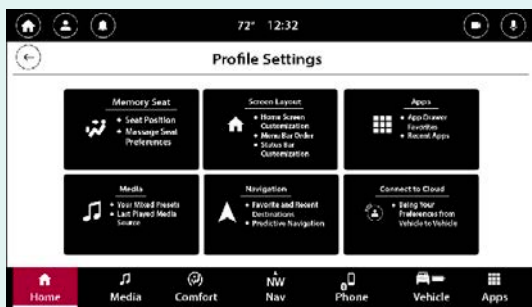 72° 12:32
Profile Settings
Memory Seat
• Seat Position
• Massage Seat
Preferences
Screen Layout
• Home Screen
Customization
• Menu Bar Order
• Status Bar
Customization
Apps
• App Drawer
Favorites
• Recent Apps
Media
• Your Mixed Presets
• Last Played Media
Source
Navigation
• Favorite and Recent
Destinations
• Predictive Navigation
Connect to Cloud
• Bring Your
Preferences from
Vehicle to Vehicle
NW
Home Media Comfort Nav Phone Vehicle Apps